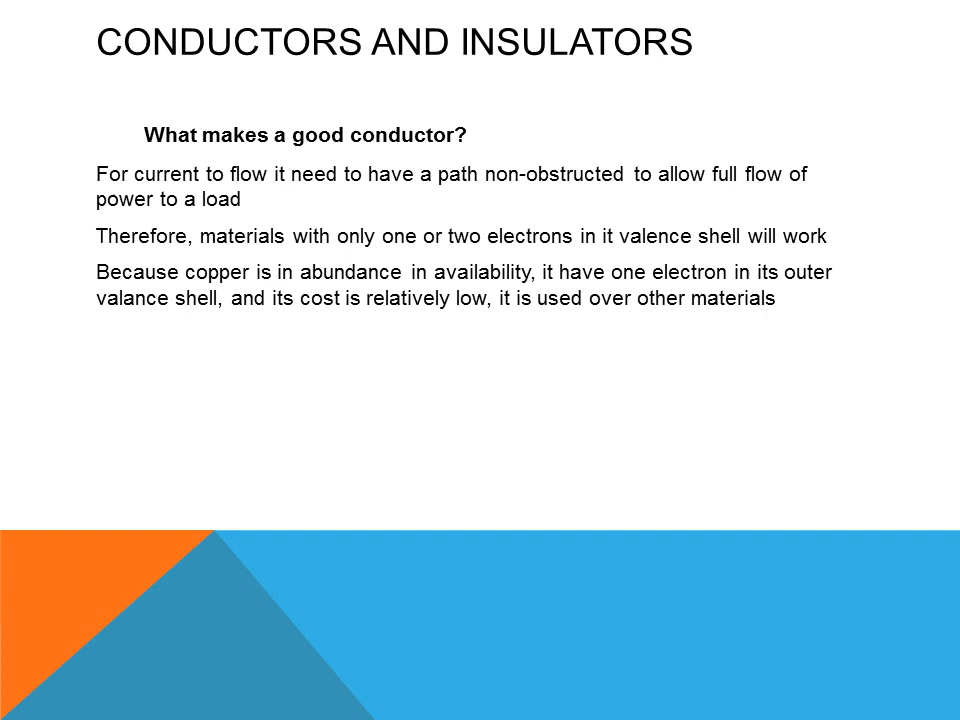 CONDUCTORS AND INSULATORS
What makes a good conductor?
For current to flow it need to have a path non-obstructed to allow full flow of
power to a load
Therefore, materials with only one or two electrons in it valence shell will work
Because copper is in abundance in availability, it have one electron in its outer
valance shell, and its cost is relatively low, it is used over other materials